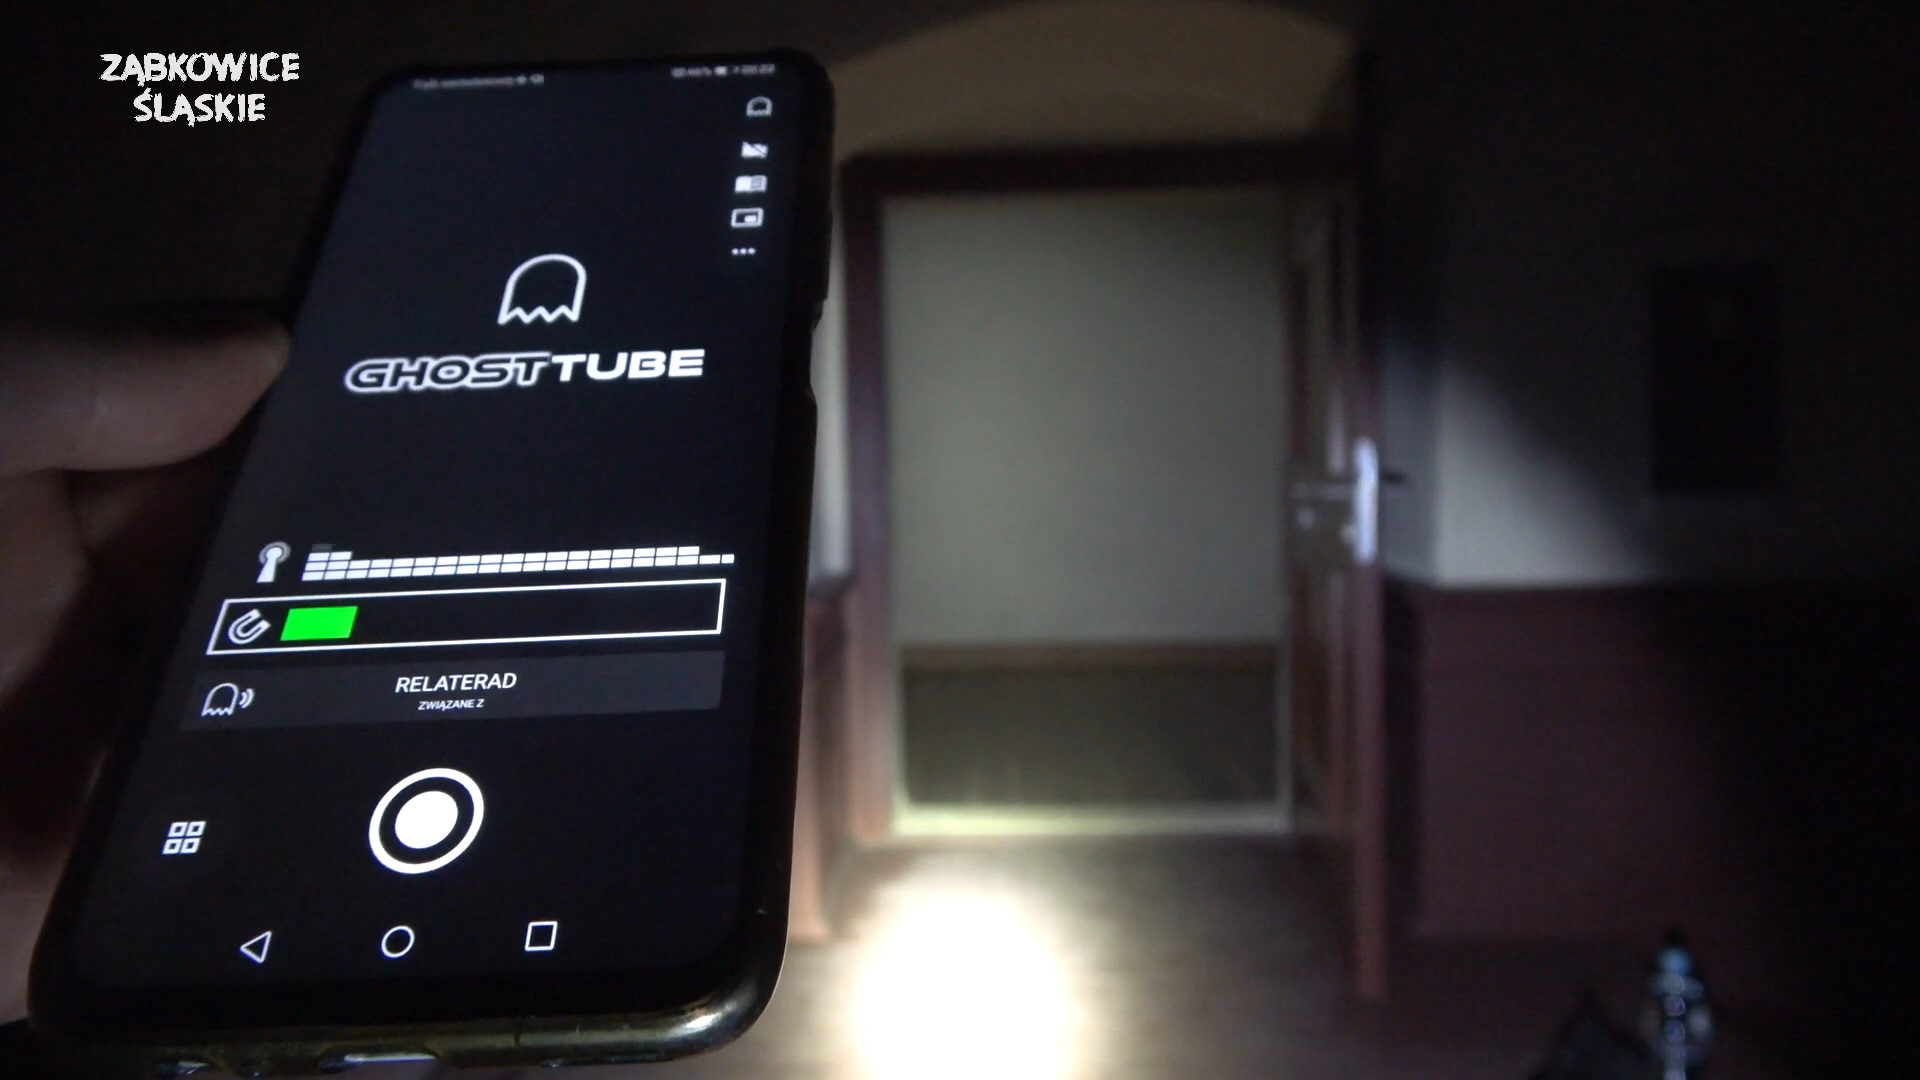 ZĄBKOWICE
ŚLĄSKIE
GHOSTTUBE
RELATERAD
ZWIĄZANE Z